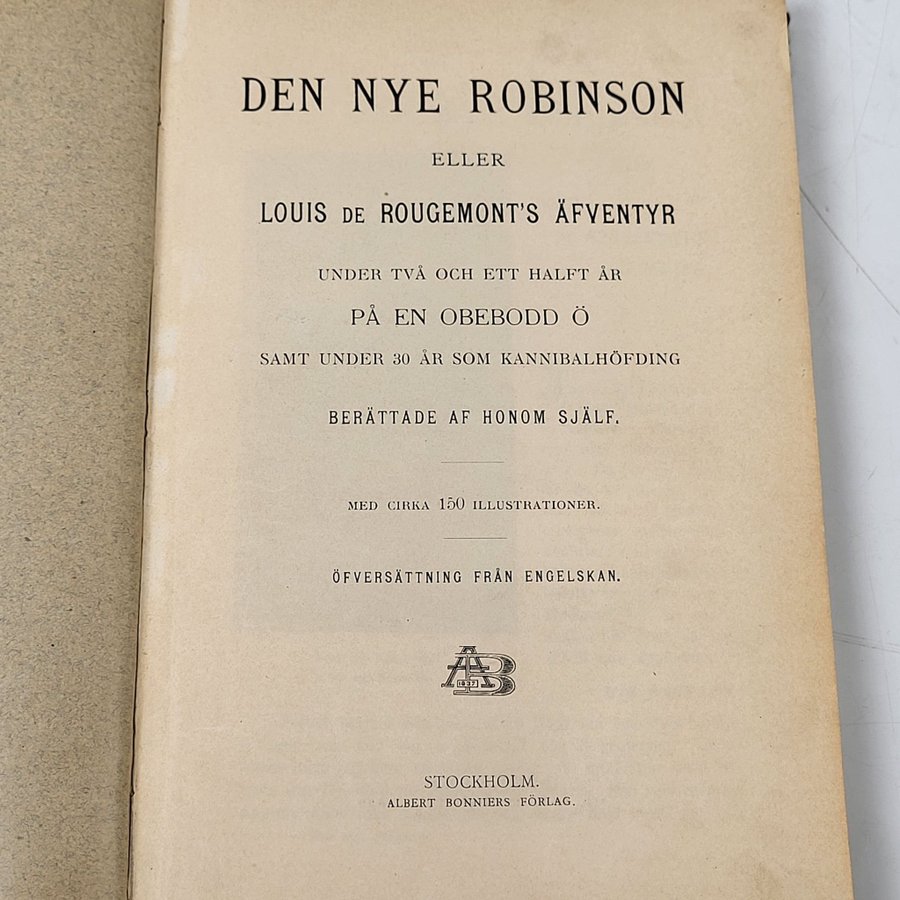 DEN NYE ROBINSON
ELLER
LOUIS DE ROUGEMONT'S ÄFVENTYR
UNDER TVÅ OCH ETT HALFT ÅR
PÅ EN OBEBODD Ö
SAMT UNDER 30 ÅR SOM KANNIBALHÖFDING
BERÄTTADE AF HONOM SJÄLF.
MED CIRKA 150 ILLUSTRATIONER.
ÖFVERSÄTTNING FRÅN ENGELSKAN.
AB
1837
STOCKHOLM.
ALBERT BONNIERS FÖRLAG.